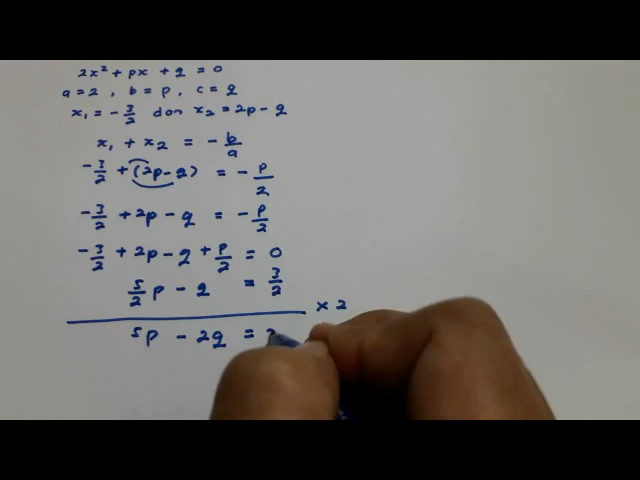 2x² + px + q = 0
a = 2 , b = p , c = q
x₁ = -3/2 dan x₂ = 2p - q
x₁ + x₂ = - b/a
-3/2 + (2p - q) = - p/2
-3/2 + 2p - q = - p/2
-3/2 + 2p - q + p/2 = 0
5/2 p - q = 3/2
× 2
5p - 2q =